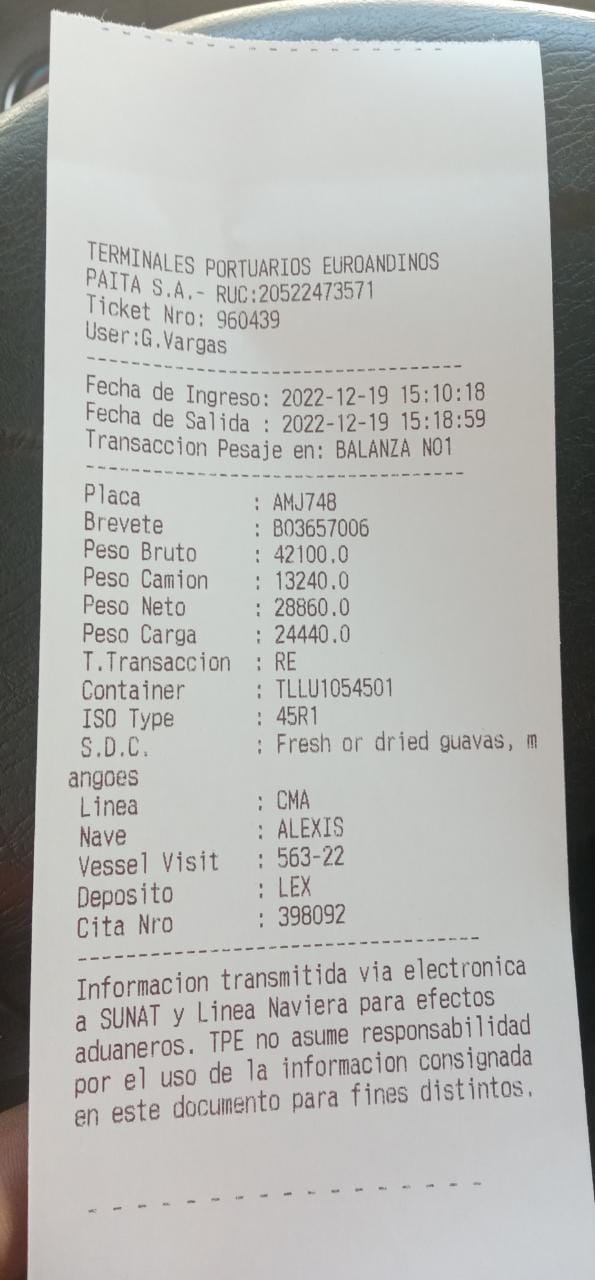 TERMINALES PORTUARIOS EUROANDINOS
PAITA S.A.- RUC:20522473571
Ticket Nro: 960439
User:G.Vargas
Fecha de Ingreso: 2022-12-19 15:10:18
Fecha de Salida : 2022-12-19 15:18:59
Transaccion Pesaje en: BALANZA NO1
Placa : AMJ748
Brevete : B03657006
Peso Bruto : 42100.0
Peso Camion : 13240.0
Peso Neto : 28860.0
Peso Carga : 24440.0
T.Transaccion : RE
Container : TLLU1054501
ISO Type : 45R1
S.D.C. : Fresh or dried guavas, m
angoes
Linea : CMA
Nave : ALEXIS
Vessel Visit : 563-22
Deposito : LEX
Cita Nro : 398092
Informacion transmitida via electronica
a SUNAT y Linea Naviera para efectos
aduaneros. TPE no asume responsabilidad
por el uso de la informacion consignada
en este documento para fines distintos.